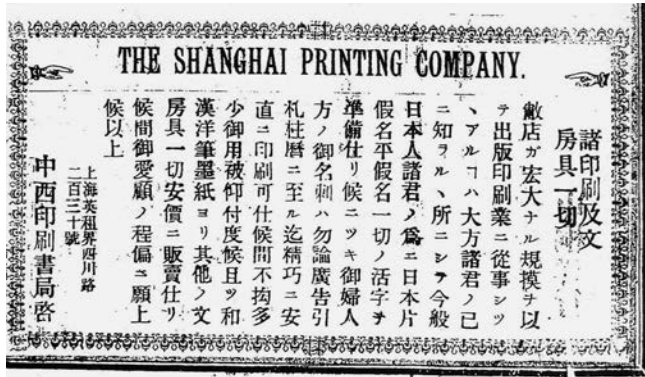 THE SHANGHAI PRINTING COMPANY.
諸印刷及文
房具一切
敝店ガ宏大ナル規摸ヲ以
テ出版印刷業ニ從事シツ
ヽアルヿハ大方諸君ノ已
ニ知ラルヽ所ニシテ今般
日本人諸君ノ爲ニ日本片
假名平假名一切ノ活字ヲ
準備仕リ候ニツキ御婦人
方ノ御名刺ハ勿論廣告引
札柱暦ニ至ル迄精巧ニ安
直ニ印刷可仕候間不拘多
少御用被仰付度候且ツ和
漢洋筆墨紙ヨリ其他ノ文
房具一切安價ニ販賣仕リ
候間御愛顧ノ程偏ニ願上
候以上
上海英租界四川路
二百三十號
中西印刷書局啓